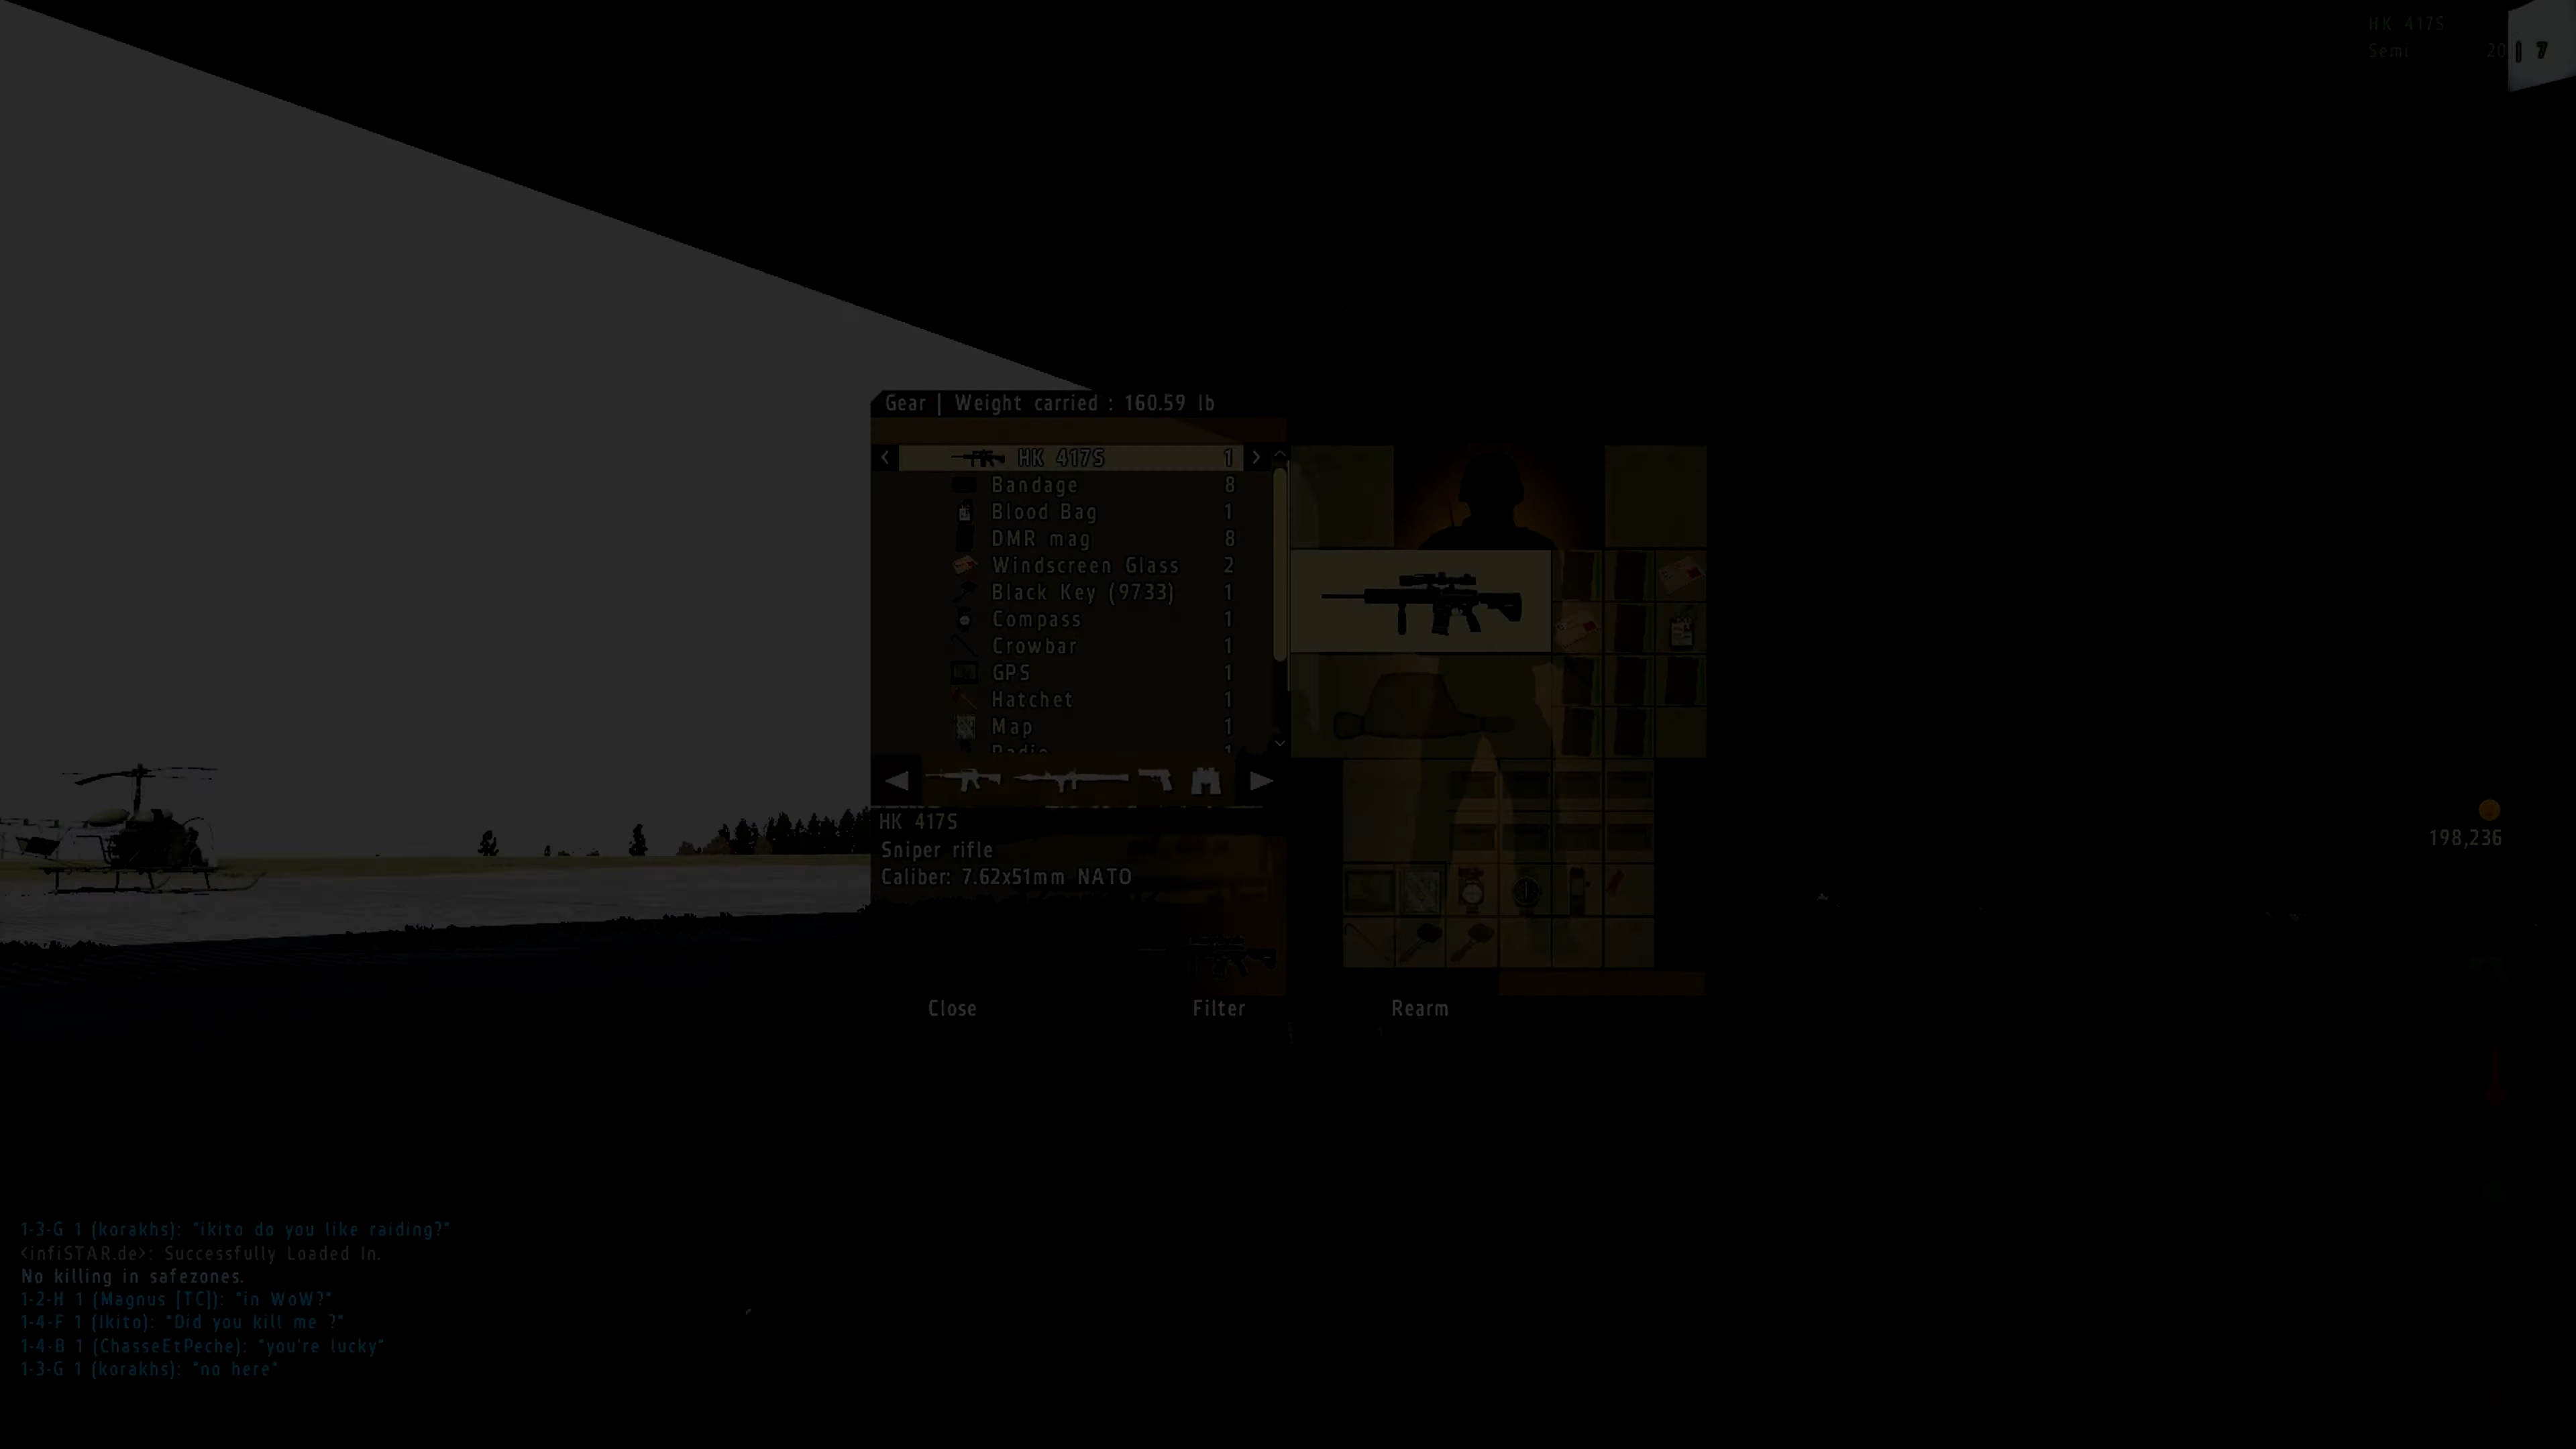 HK 417S
Semi 20 | 7
Gear | Weight carried : 160.59 lb
HK 417S 1
Bandage 8
Blood Bag 1
DMR mag 8
Windscreen Glass 2
Black Key (9733) 1
Compass 1
Crowbar 1
GPS 1
Hatchet 1
Map 1
Radio 1
HK 417S
Sniper rifle
Caliber: 7.62x51mm NATO
198,236
Close Filter Rearm
1-3-G 1 (korakhs): "ikito do you like raiding?"
<infiSTAR.de>: Successfully Loaded In.
No killing in safezones.
1-2-H 1 (Magnus [TC]): "in WoW?"
1-4-F 1 (Ikito): "Did you kill me ?"
1-4-B 1 (ChasseEtPeche): "you're lucky"
1-3-G 1 (korakhs): "no here"